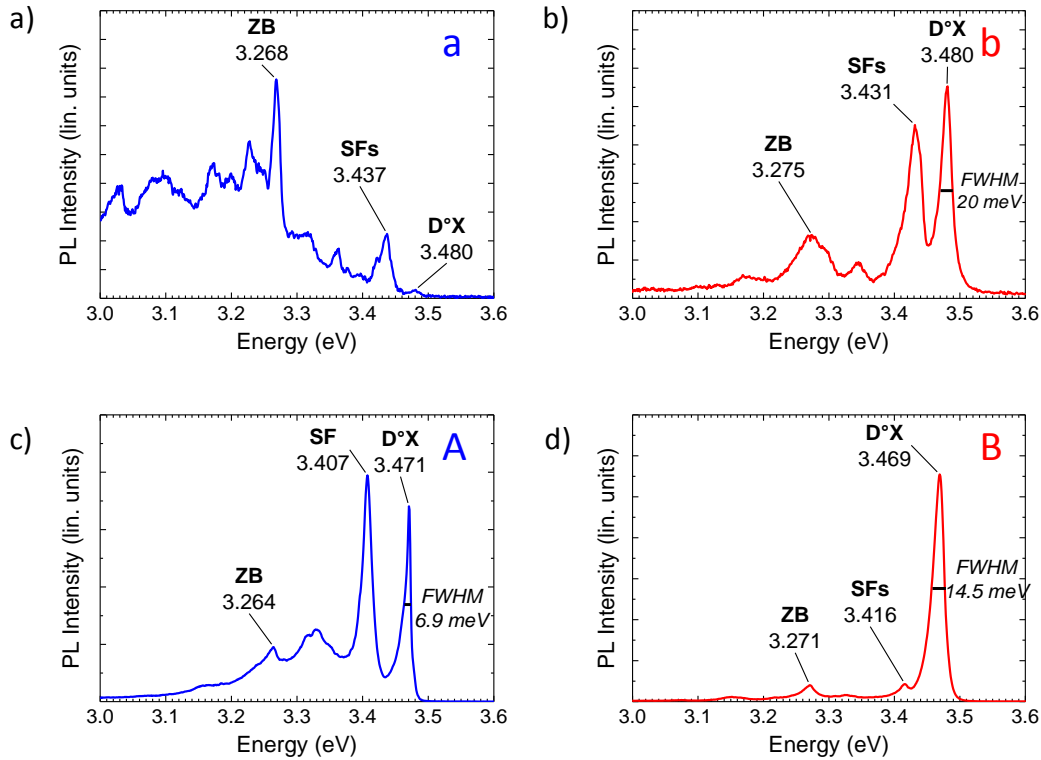 a)
PL Intensity (lin. units)
ZB
3.268
a
SFs
3.437
D°X
3.480
3.0 3.1 3.2 3.3 3.4 3.5 3.6
Energy (eV)
b)
PL Intensity (lin. units)
D°X
3.480
b
SFs
3.431
ZB
3.275
FWHM
20 meV
3.0 3.1 3.2 3.3 3.4 3.5 3.6
Energy (eV)
c)
PL Intensity (lin. units)
SF
3.407
D°X
3.471
A
ZB
3.264
FWHM
6.9 meV
3.0 3.1 3.2 3.3 3.4 3.5 3.6
Energy (eV)
d)
PL Intensity (lin. units)
D°X
3.469
B
FWHM
14.5 meV
SFs
3.416
ZB
3.271
3.0 3.1 3.2 3.3 3.4 3.5 3.6
Energy (eV)